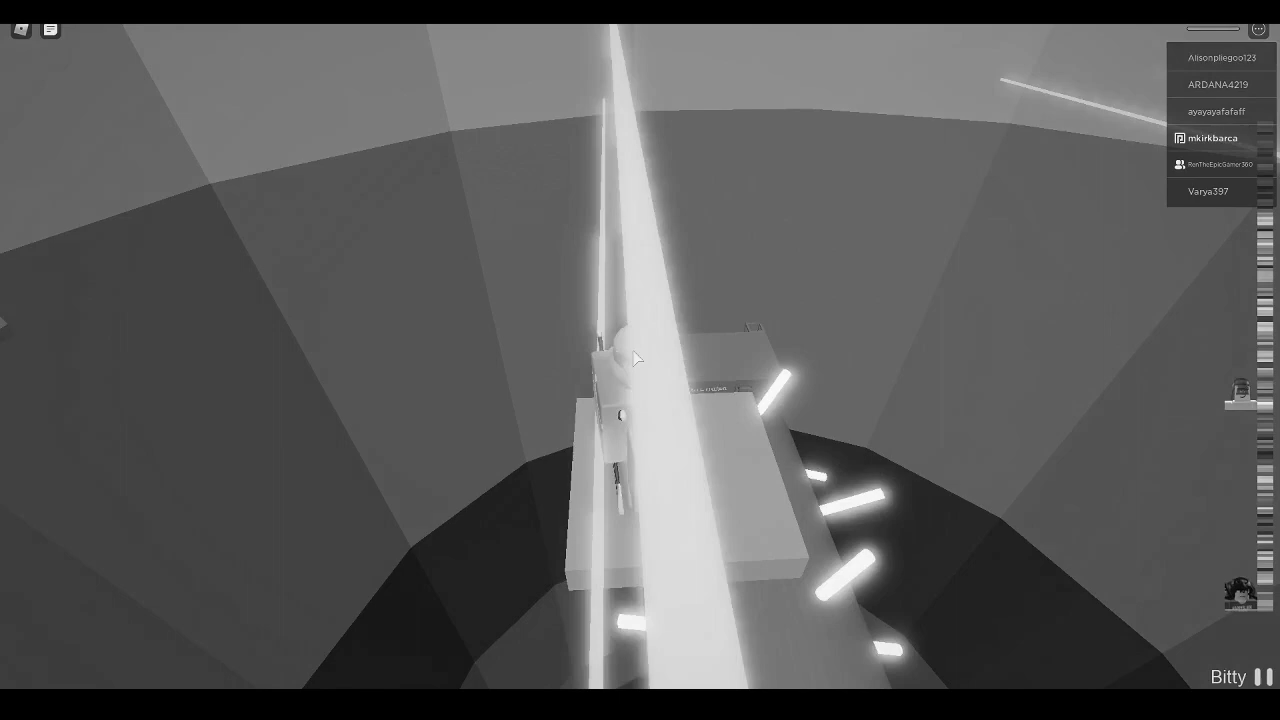 Alisonpliegoo123
ARDANA4219
ayayayafafaff
mkirkbarca
RenTheEpicGamer360
Varya397
Bitty